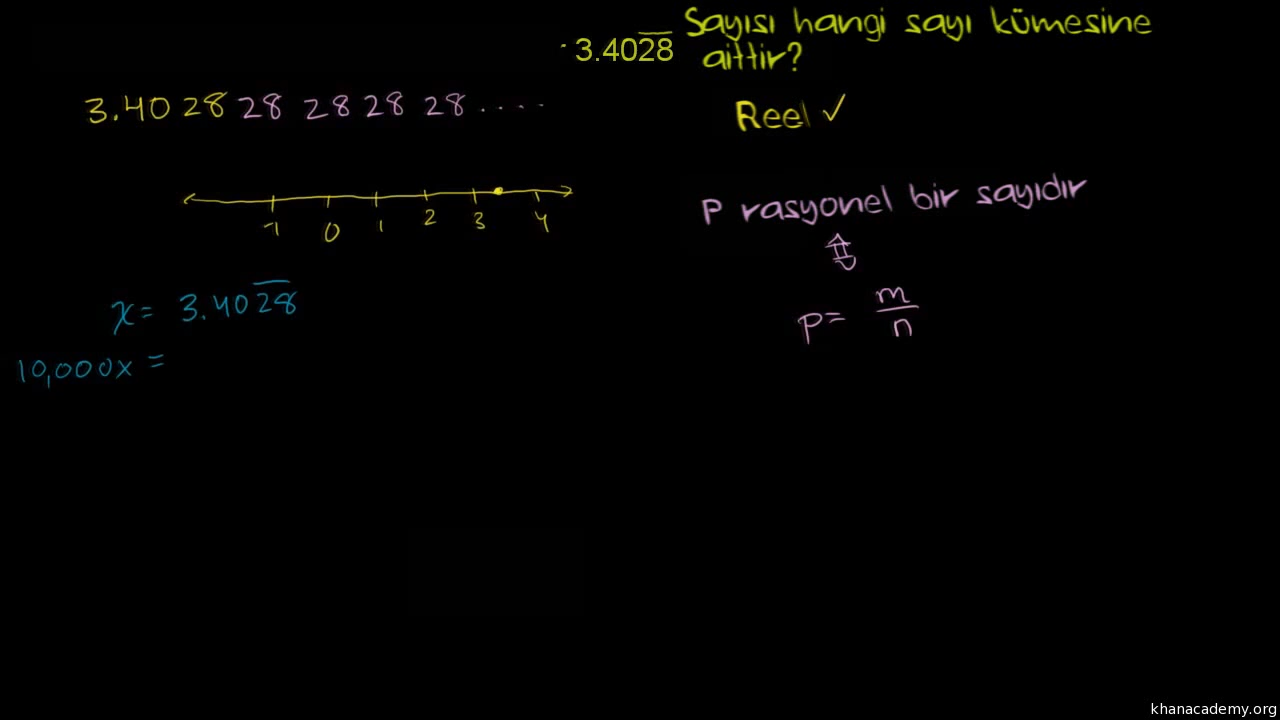 3.4028̅ Sayısı hangi sayı kümesine
aittir?
3.40 28 28 28 28 28 ....
Reel ✓
P rasyonel bir sayıdır
-1 0 1 2 3 4
x = 3.4028̅
p = m/n
10,000x =
khanacademy.org